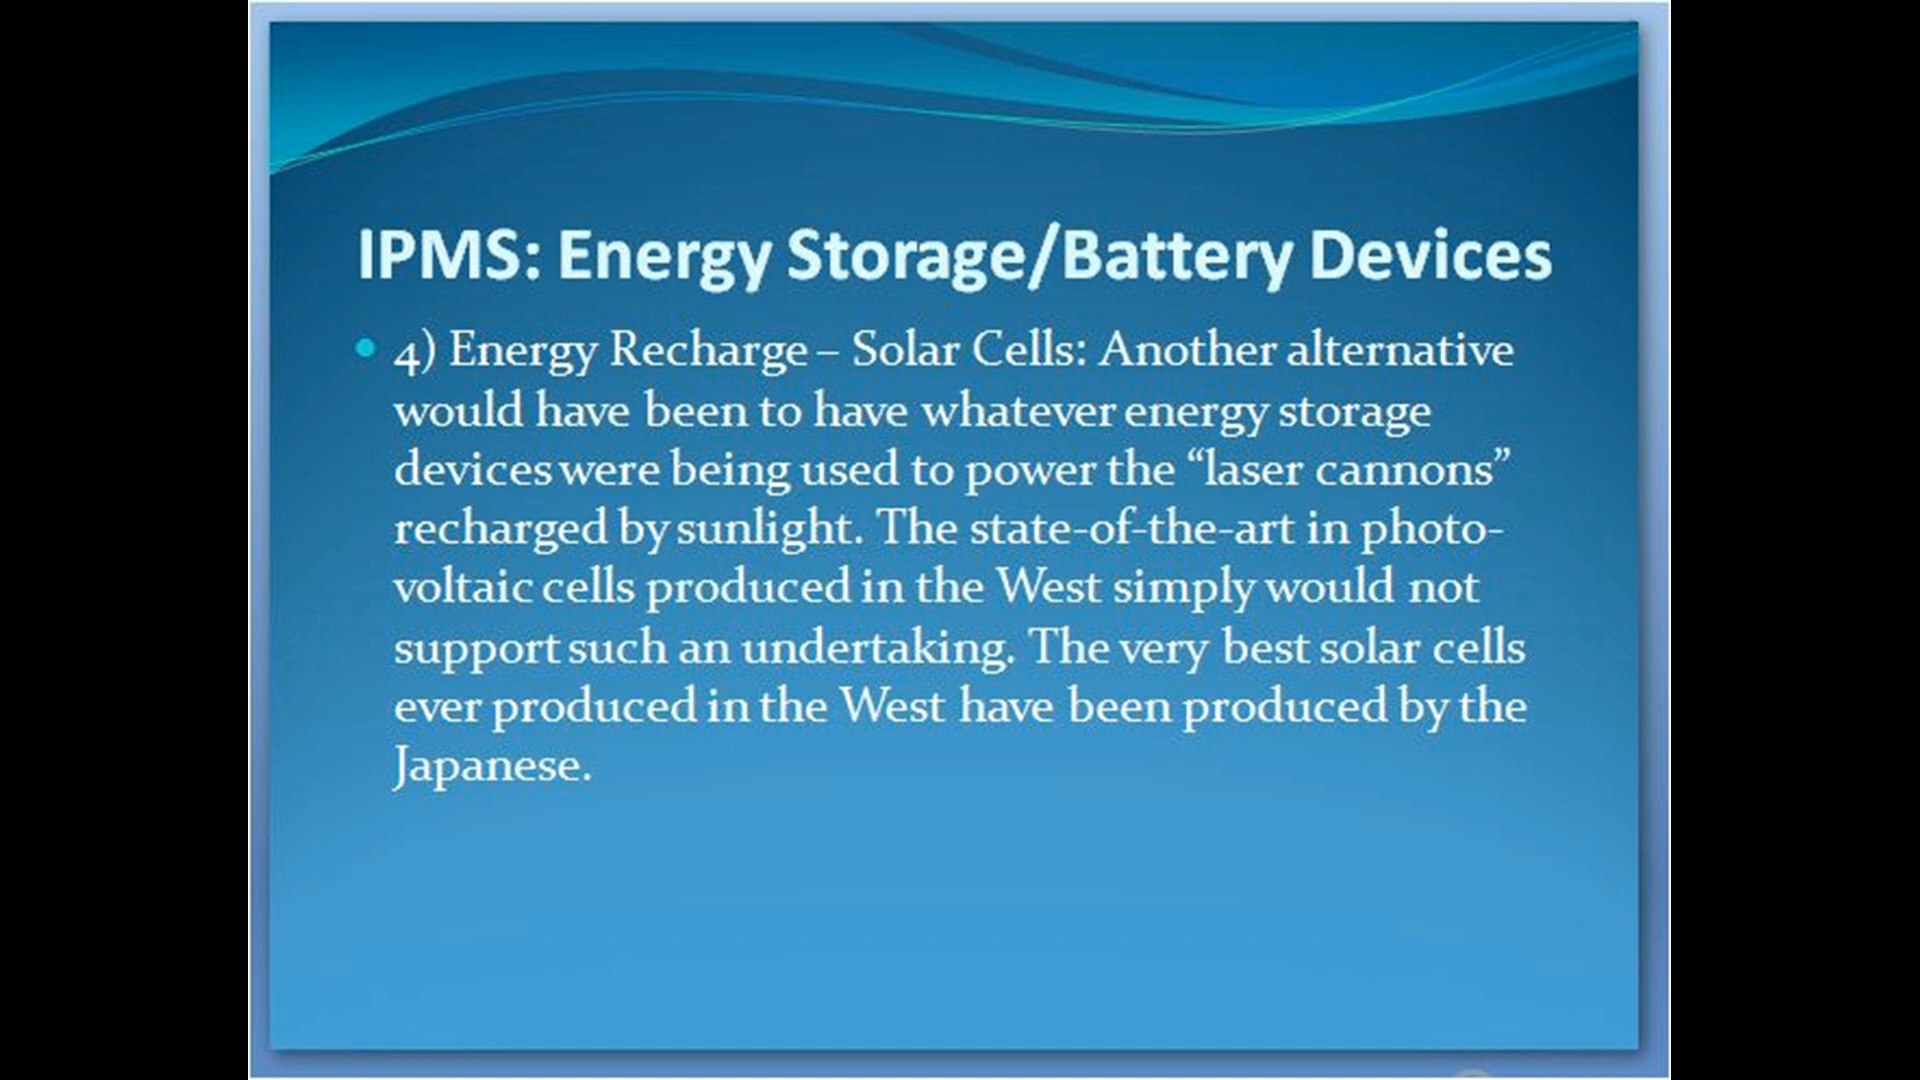 IPMS: Energy Storage/Battery Devices
4) Energy Recharge – Solar Cells: Another alternative
would have been to have whatever energy storage
devices were being used to power the “laser cannons”
recharged by sunlight. The state-of-the-art in photo-
voltaic cells produced in the West simply would not
support such an undertaking. The very best solar cells
ever produced in the West have been produced by the
Japanese.